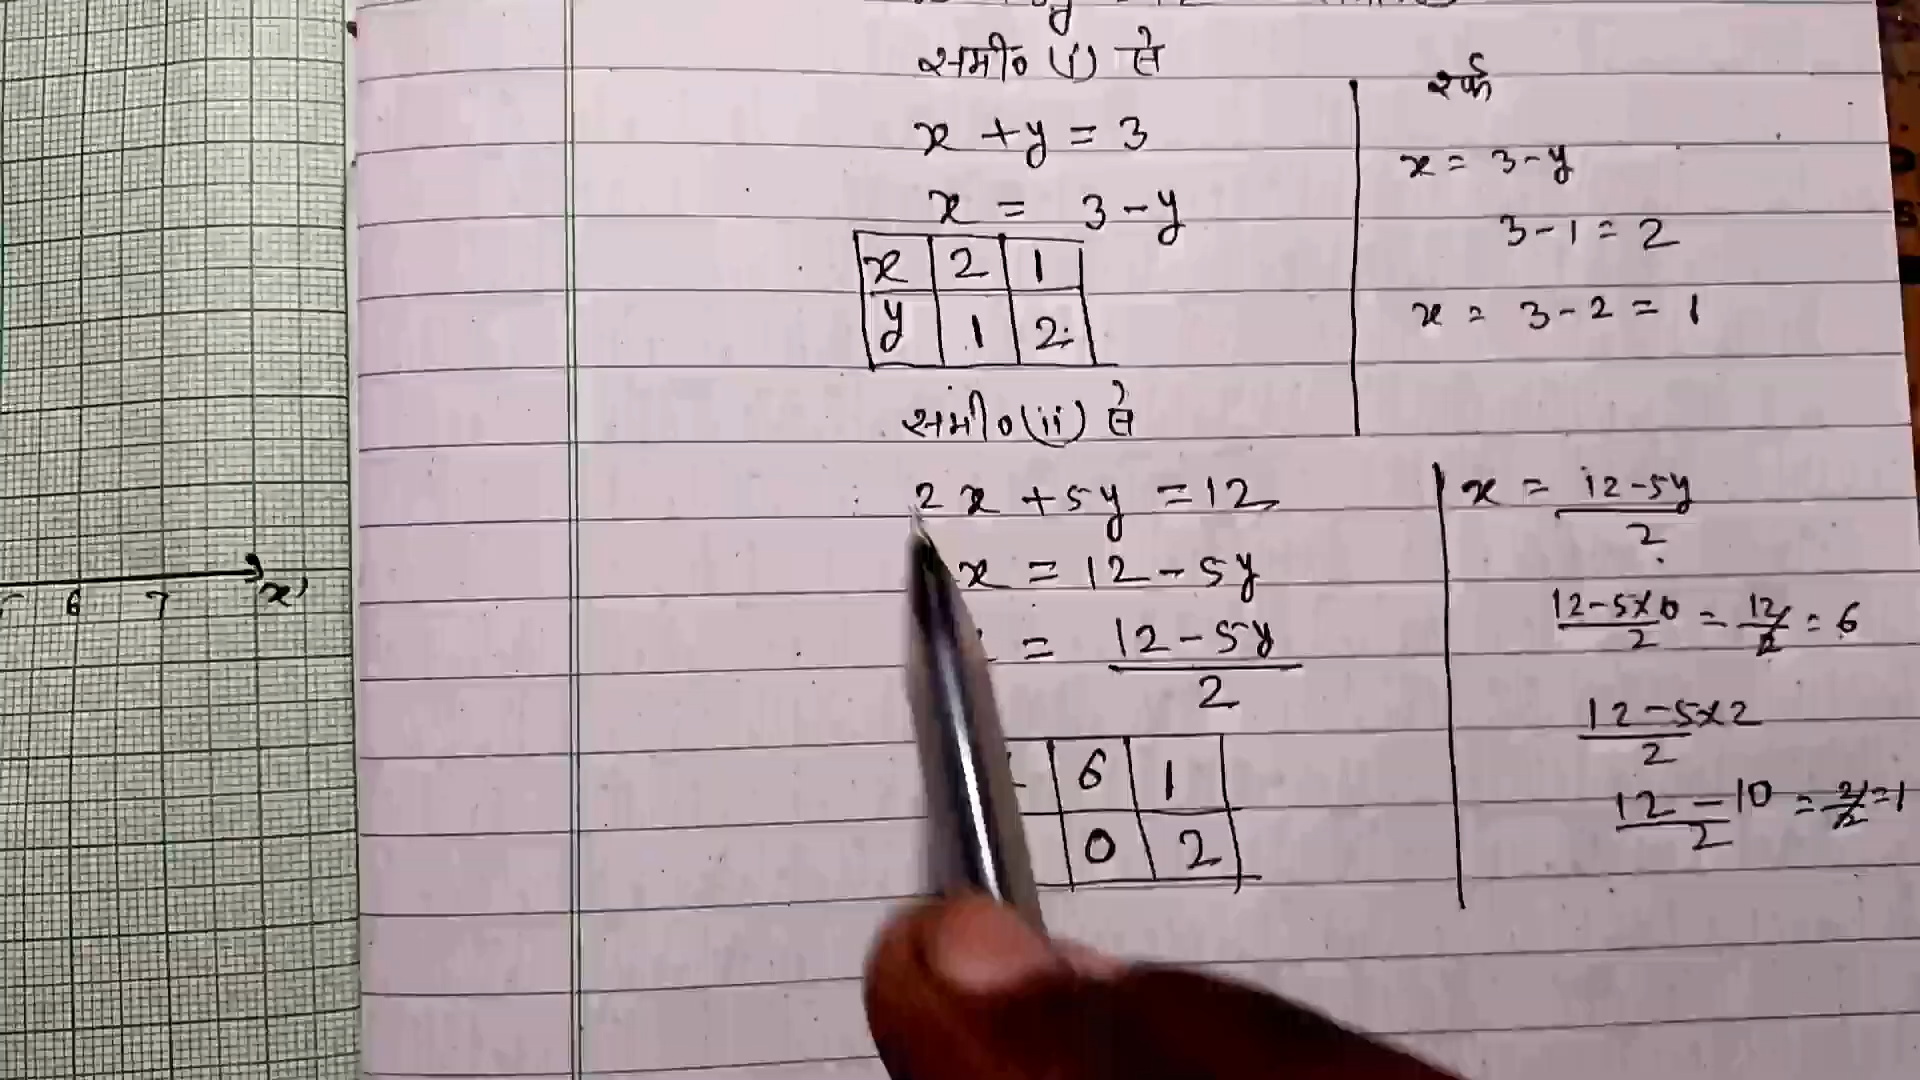 समी० (i) से
x + y = 3
x = 3 - y
x 2 1
y 1 2
रफ
x = 3 - y
3 - 1 = 2
x = 3 - 2 = 1
समी० (ii) से
2x + 5y = 12
x = 12 - 5y
= 12 - 5y
2
6 1
0 2
x = 12 - 5y
2
12 - 5x0 = 12 = 6
2 2
12 - 5x2
2
12 - 10 = 2 = 1
2 2
6 7 x'